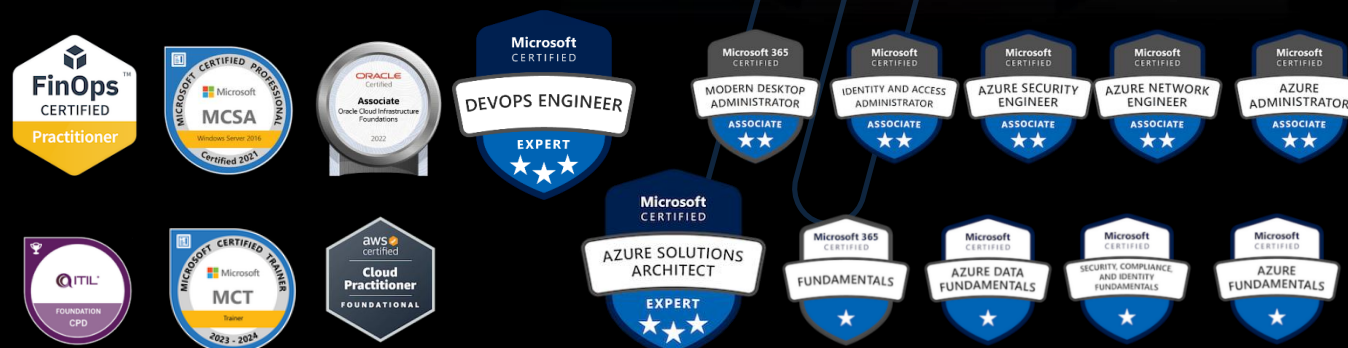 FinOps™
CERTIFIED
Practitioner
MICROSOFT CERTIFIED PROFESSIONAL
Microsoft
MCSA
Windows Server 2016
Certified 2021
ORACLE
Certified
Associate
Oracle Cloud Infrastructure
Foundations
2022
Microsoft
CERTIFIED
DEVOPS ENGINEER
EXPERT
Microsoft 365
CERTIFIED
MODERN DESKTOP
ADMINISTRATOR
ASSOCIATE
Microsoft
CERTIFIED
IDENTITY AND ACCESS
ADMINISTRATOR
ASSOCIATE
Microsoft
CERTIFIED
AZURE SECURITY
ENGINEER
ASSOCIATE
Microsoft
CERTIFIED
AZURE NETWORK
ENGINEER
ASSOCIATE
Microsoft
CERTIFIED
AZURE
ADMINISTRATOR
ASSOCIATE
ITIL
FOUNDATION
CPD
MICROSOFT CERTIFIED TRAINER
Microsoft
MCT
Trainer
2023 - 2024
aws
certified
Cloud
Practitioner
FOUNDATIONAL
Microsoft
CERTIFIED
AZURE SOLUTIONS
ARCHITECT
EXPERT
Microsoft 365
CERTIFIED
FUNDAMENTALS
Microsoft
CERTIFIED
AZURE DATA
FUNDAMENTALS
Microsoft
CERTIFIED
SECURITY, COMPLIANCE,
AND IDENTITY
FUNDAMENTALS
Microsoft
CERTIFIED
AZURE
FUNDAMENTALS